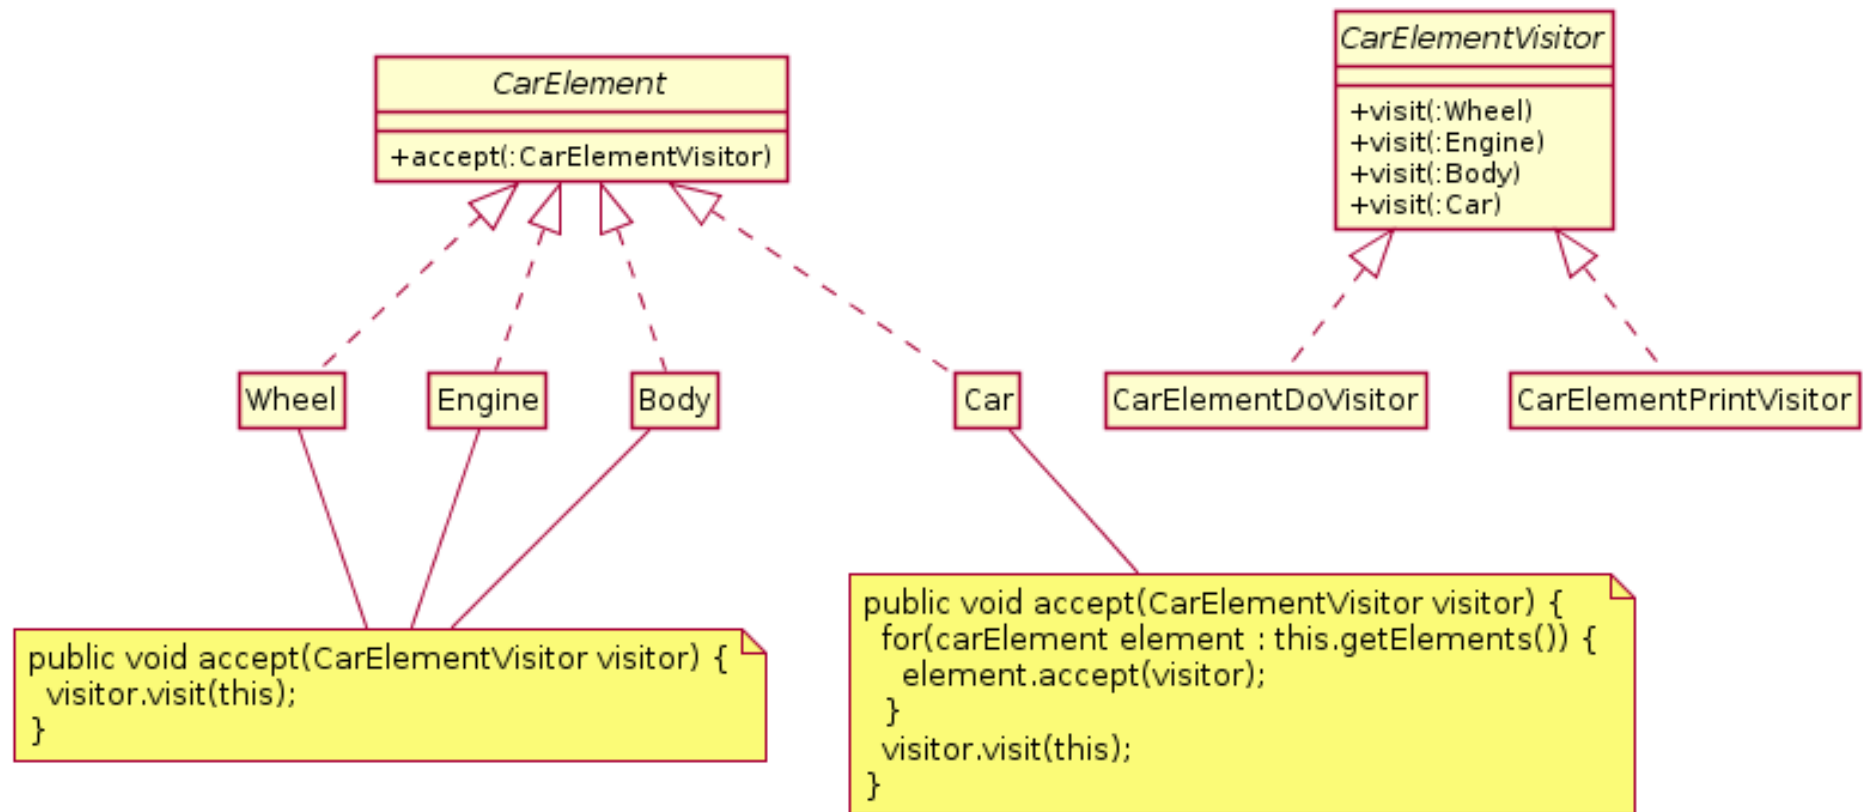 CarElement
+accept(:CarElementVisitor)
CarElementVisitor
+visit(:Wheel)
+visit(:Engine)
+visit(:Body)
+visit(:Car)
Wheel
Engine
Body
Car
CarElementDoVisitor
CarElementPrintVisitor
public void accept(CarElementVisitor visitor) {
visitor.visit(this);
}
public void accept(CarElementVisitor visitor) {
for(carElement element : this.getElements()) {
element.accept(visitor);
}
visitor.visit(this);
}